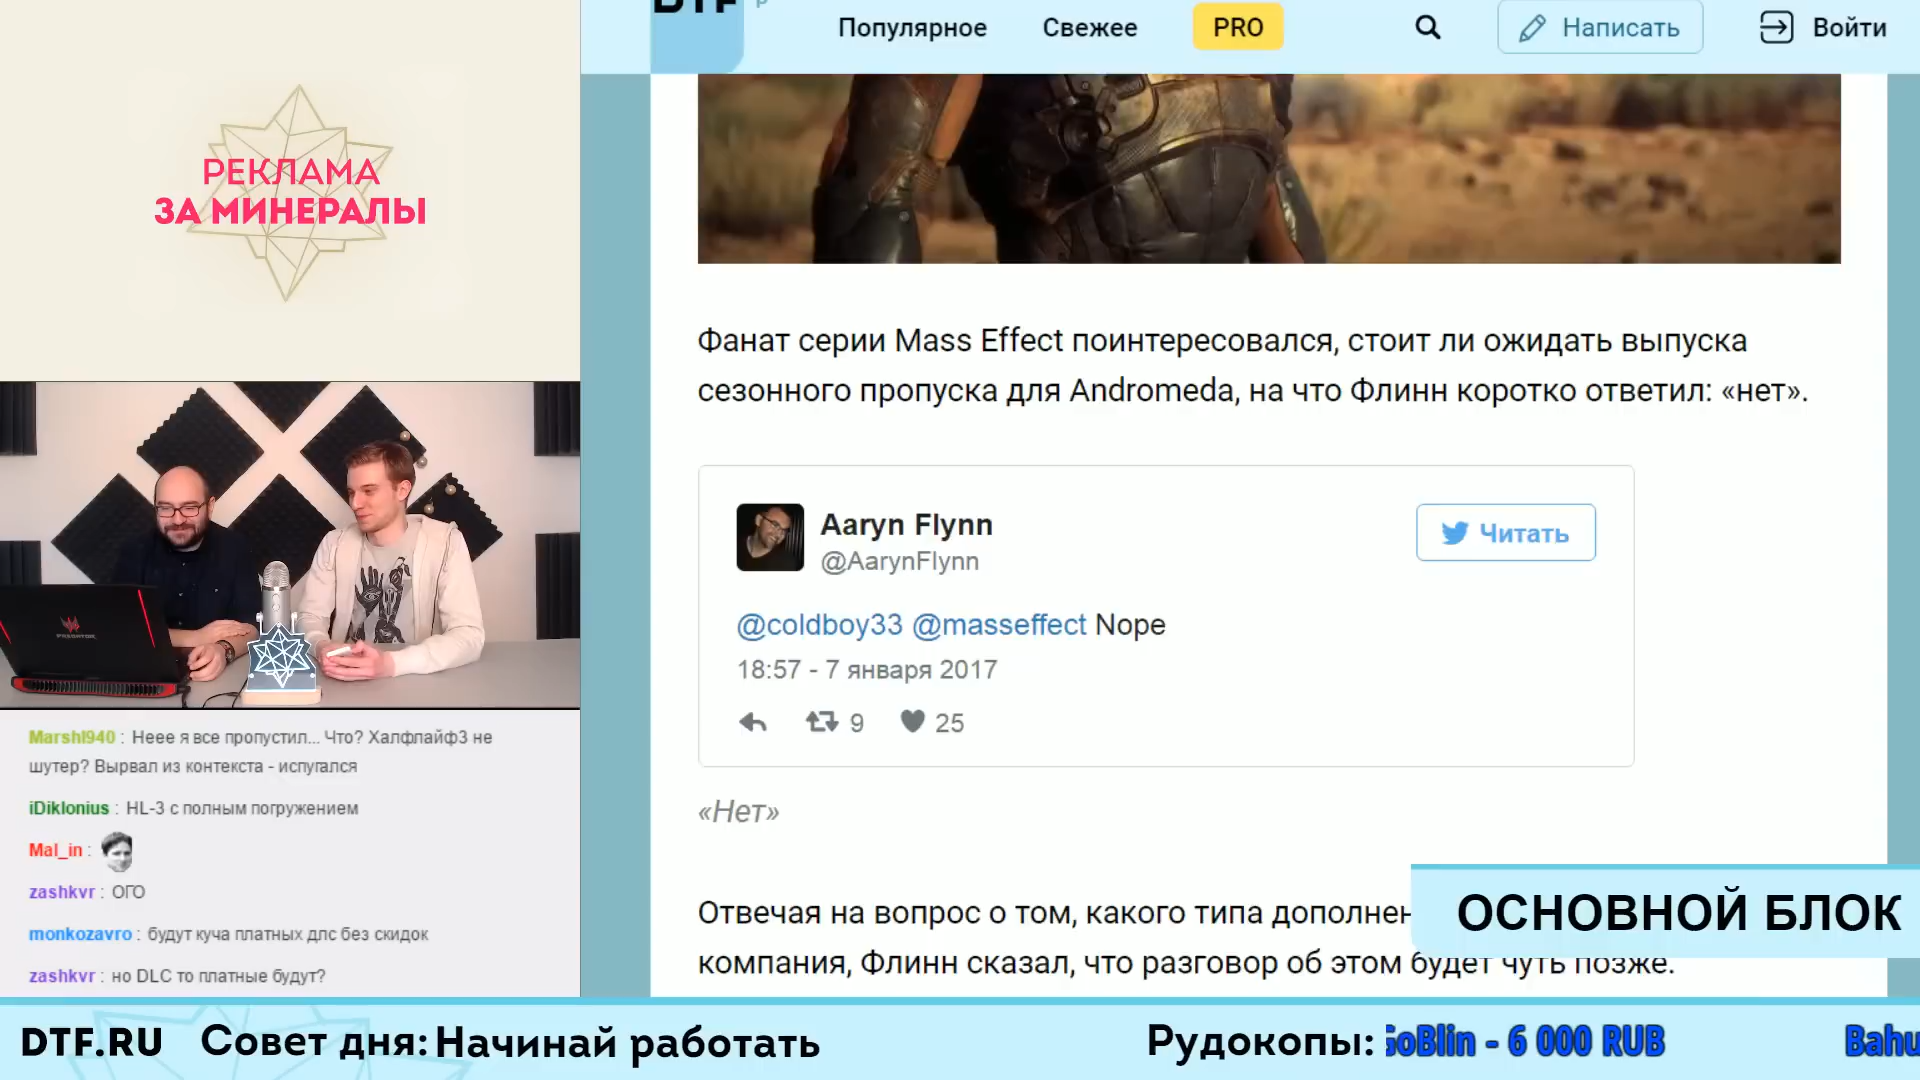 DTF
Популярное
Свежее
PRO
Написать
Войти
РЕКЛАМА
ЗА МИНЕРАЛЫ
PREDATOR
Фанат серии Mass Effect поинтересовался, стоит ли ожидать выпуска
сезонного пропуска для Andromeda, на что Флинн коротко ответил: «нет».
Aaryn Flynn
@AarynFlynn
Читать
@coldboy33 @masseffect Nope
18:57 - 7 января 2017
9
25
«Нет»
Отвечая на вопрос о том, какого типа
компания, Флинн сказал, что разговор об этом будет чуть позже.
ОСНОВНОЙ БЛОК
Marshl940 : Неее я все пропустил... Что? Халфлайф3 не
шутер? Вырвал из контекста - испугался
iDiklonius : HL-3 с полным погружением
Mal_in :
zashkvr : ОГО
monkozavro : будут куча платных длс без скидок
zashkvr : но DLC то платные будут?
DTF.RU
Совет дня: Начинай работать
Рудокопы: GoBlin - 6 000 RUB